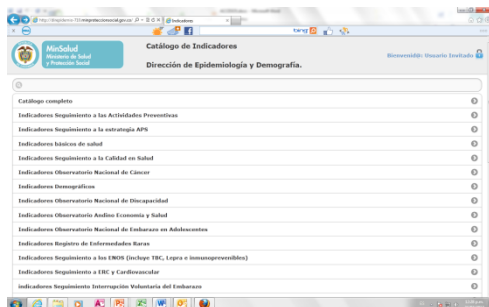 Indicadores
bing
MinSalud
Ministerio de Salud
y Protección Social
Catálogo de Indicadores
Dirección de Epidemiología y Demografía.
Bienvenid@: Usuario Invitado
Catálogo completo
Indicadores Seguimiento a las Actividades Preventivas
Indicadores Seguimiento a la estrategia APS
Indicadores básicos de salud
Indicadores Seguimiento a la Calidad en Salud
Indicadores Observatorio Nacional de Cáncer
Indicadores Demográficos
Indicadores Observatorio Nacional de Discapacidad
Indicadores Observatorio Andino Economia y Salud
Indicadores Observatorio Nacional de Embarazo en Adolescentes
Indicadores Registro de Enfermedades Raras
Indicadores Seguimiento a los ENOS (incluye TBC, Lepra e inmunoprevenibles)
Indicadores Seguimiento a ERC y Cardiovascular
indicadores Seguimiento Interrupción Voluntaria del Embarazo